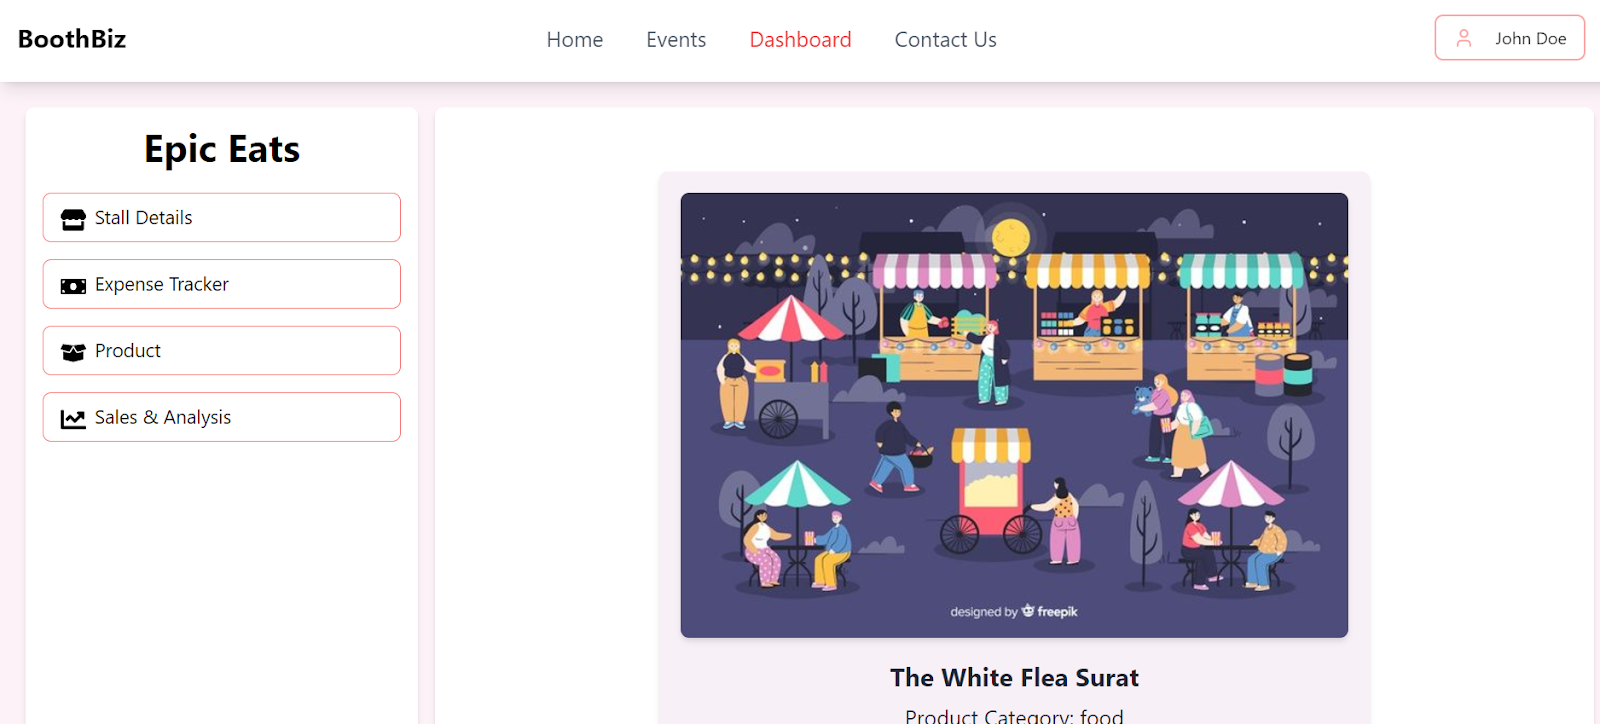 BoothBiz
Home Events Dashboard Contact Us
John Doe
Epic Eats
Stall Details
Expense Tracker
Product
Sales & Analysis
designed by freepik
The White Flea Surat
Product Category: food